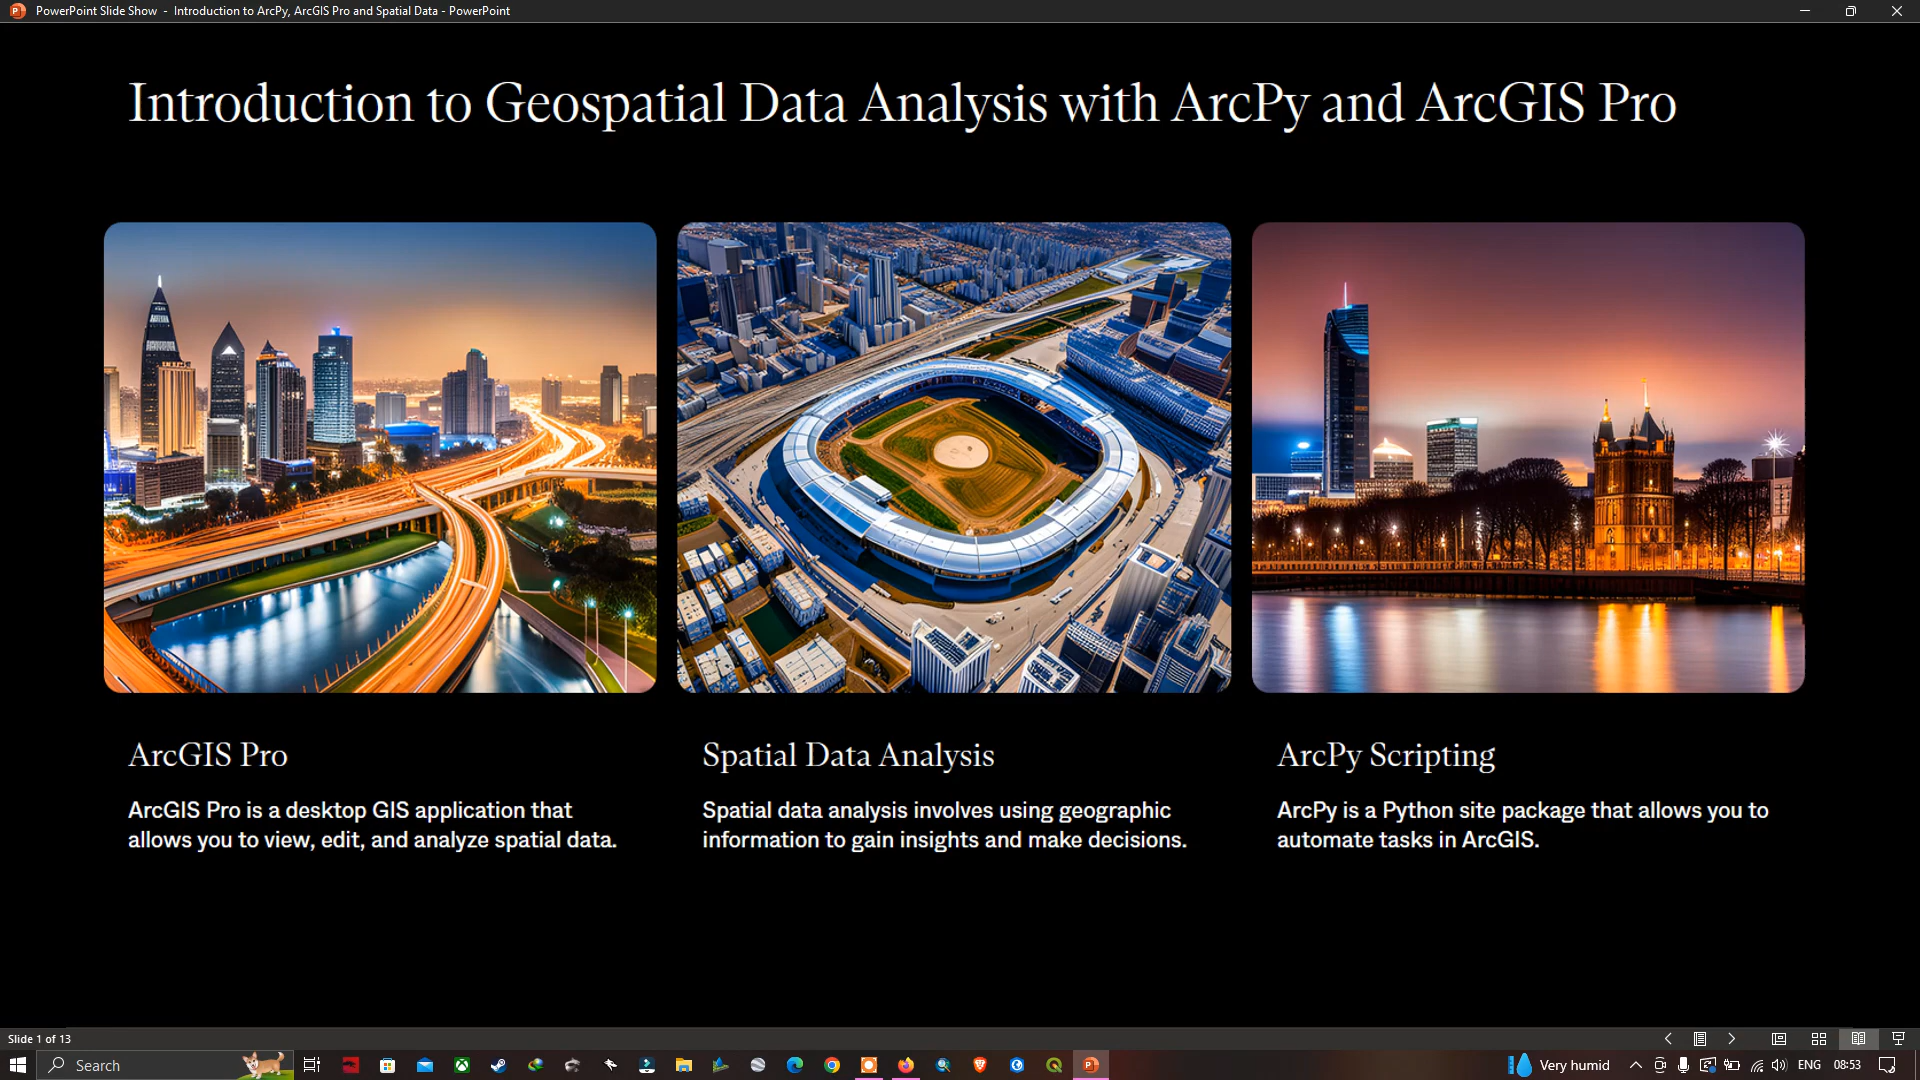 PowerPoint Slide Show - Introduction to ArcPy, ArcGIS Pro and Spatial Data - PowerPoint
Introduction to Geospatial Data Analysis with ArcPy and ArcGIS Pro
ArcGIS Pro
ArcGIS Pro is a desktop GIS application that
allows you to view, edit, and analyze spatial data.
Spatial Data Analysis
Spatial data analysis involves using geographic
information to gain insights and make decisions.
ArcPy Scripting
ArcPy is a Python site package that allows you to
automate tasks in ArcGIS.
Slide 1 of 13
Search
Very humid
ENG
08:53